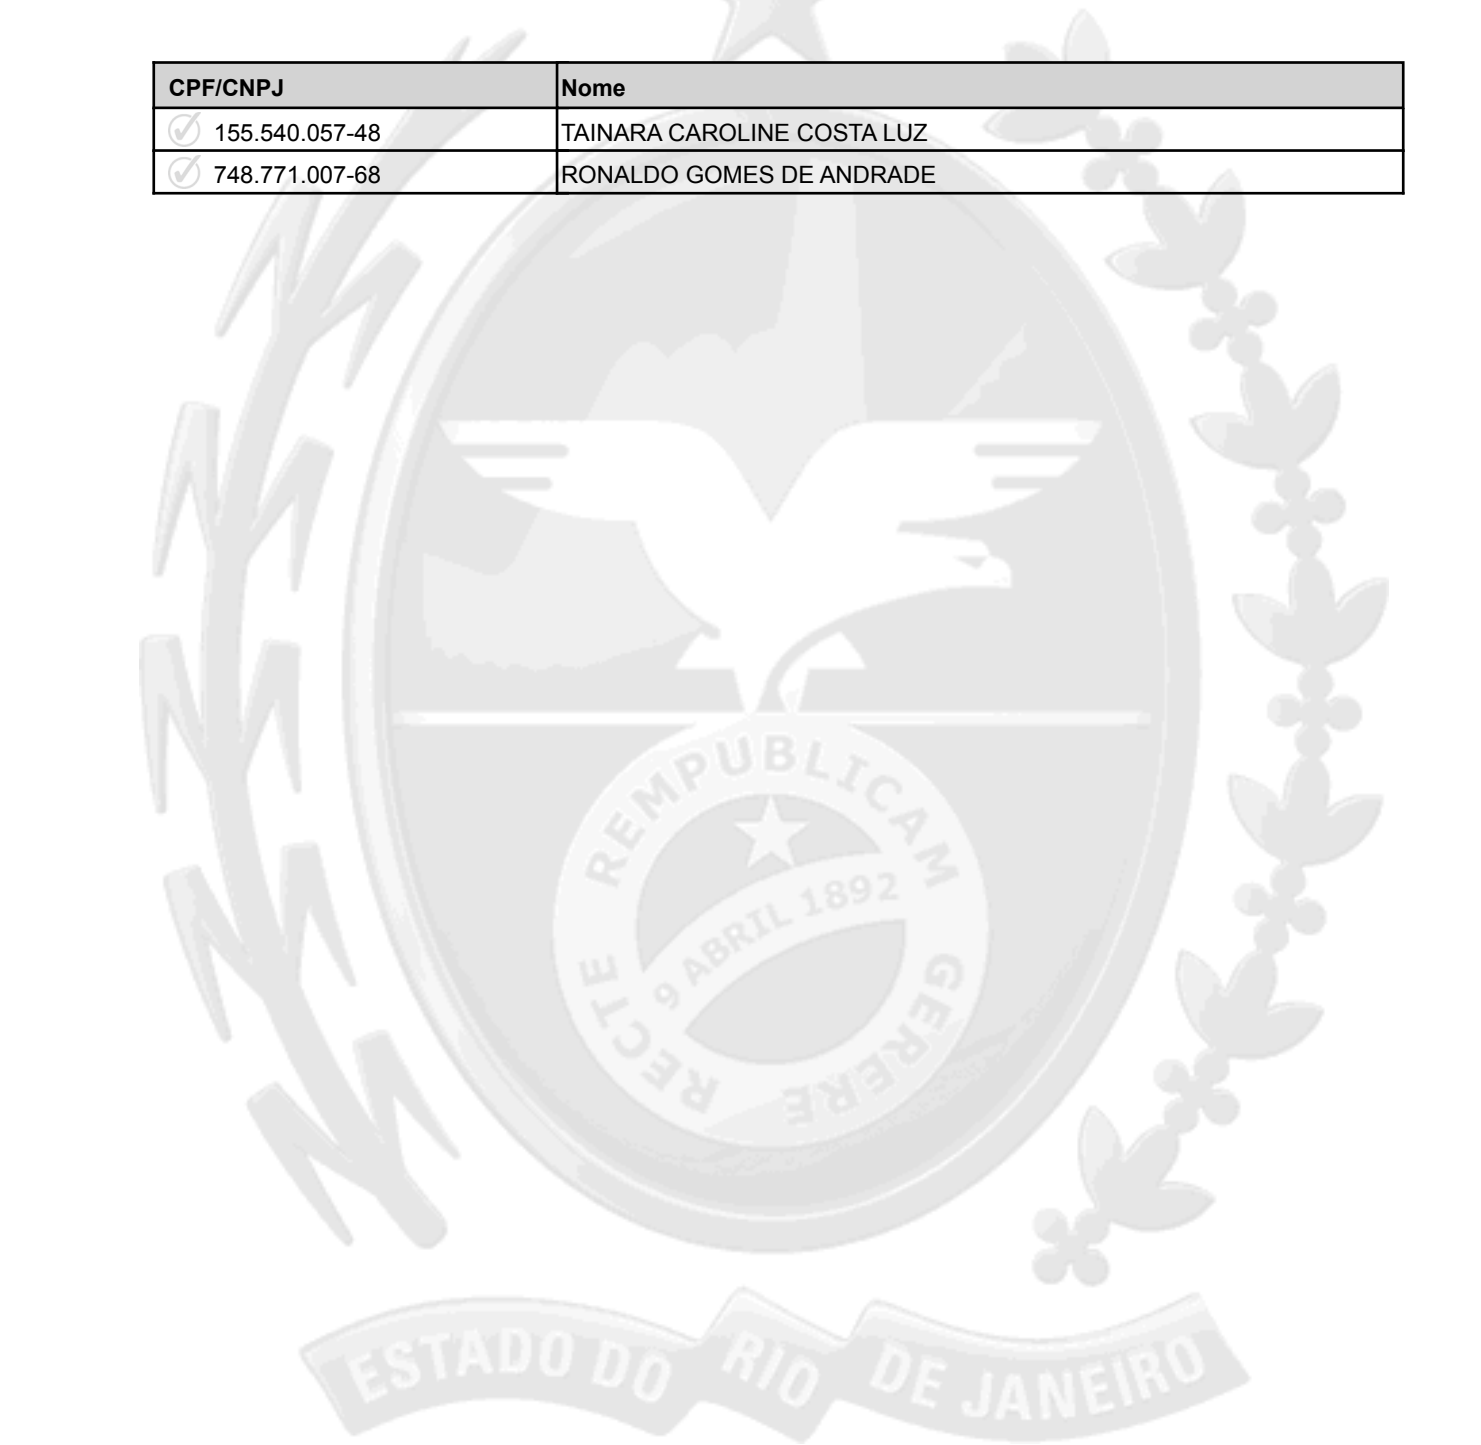 CPF/CNPJ Nome
155.540.057-48 TAINARA CAROLINE COSTA LUZ
748.771.007-68 RONALDO GOMES DE ANDRADE
REMPUBLICAM
9 ABRIL 1892
RECTE GERERE
ESTADO DO RIO DE JANEIRO